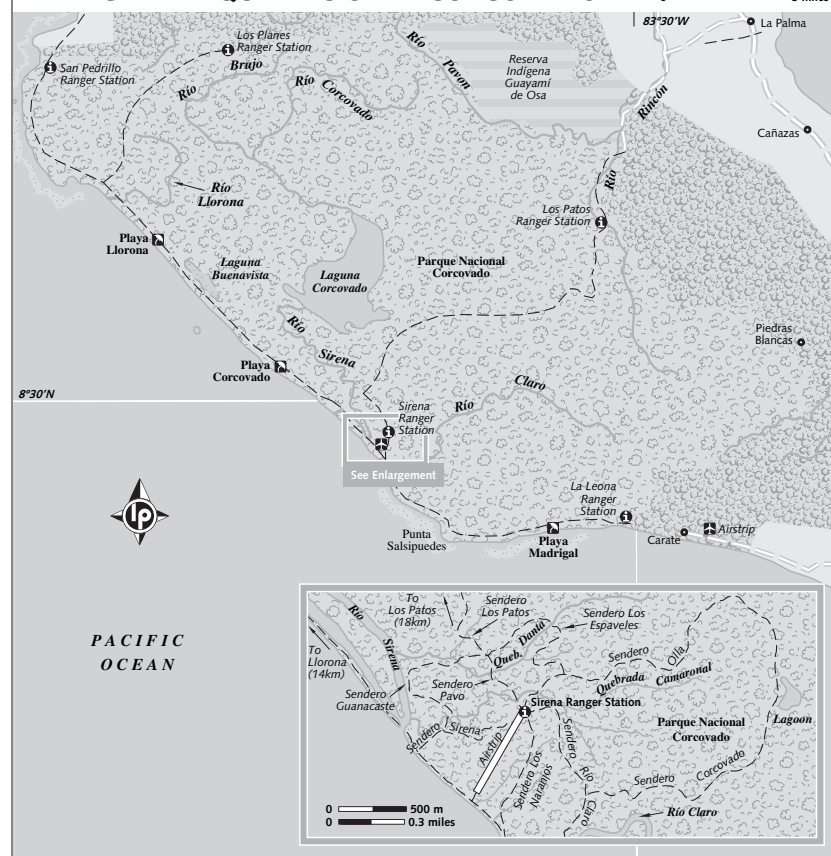 83°30'W
La Palma
Los Planes
Ranger Station
San Pedrillo
Ranger Station
Río Brujo
Río Corcovado
Río Pavon
Reserva
Indígena
Guayamí
de Osa
Río Rincón
Cañazas
Río
Llorona
Los Patos
Ranger Station
Playa
Llorona
Laguna
Buenavista
Laguna
Corcovado
Parque Nacional
Corcovado
Río Sirena
Piedras
Blancas
Playa
Corcovado
Río Claro
8°30'N
Sirena
Ranger
Station
See Enlargement
lp
La Leona
Ranger
Station
Punta
Salsipuedes
Playa
Madrigal
Carate
Airstrip
PACIFIC
OCEAN
To
Los Patos
(18km)
Sendero
Los Patos
Sendero Los
Espaveles
Río Sirena
To
Llorona
(14km)
Queb. Danta
Sendero Olla
Quebrada Camaronal
Sendero
Guanacaste
Sendero
Pavo
Sirena Ranger Station
Parque Nacional
Corcovado
Lagoon
Sendero Sirena
Airstrip
Sendero Los
Naranjos
Sendero Río Claro
Sendero Corcovado
Río Claro
0 500 m
0 0.3 miles